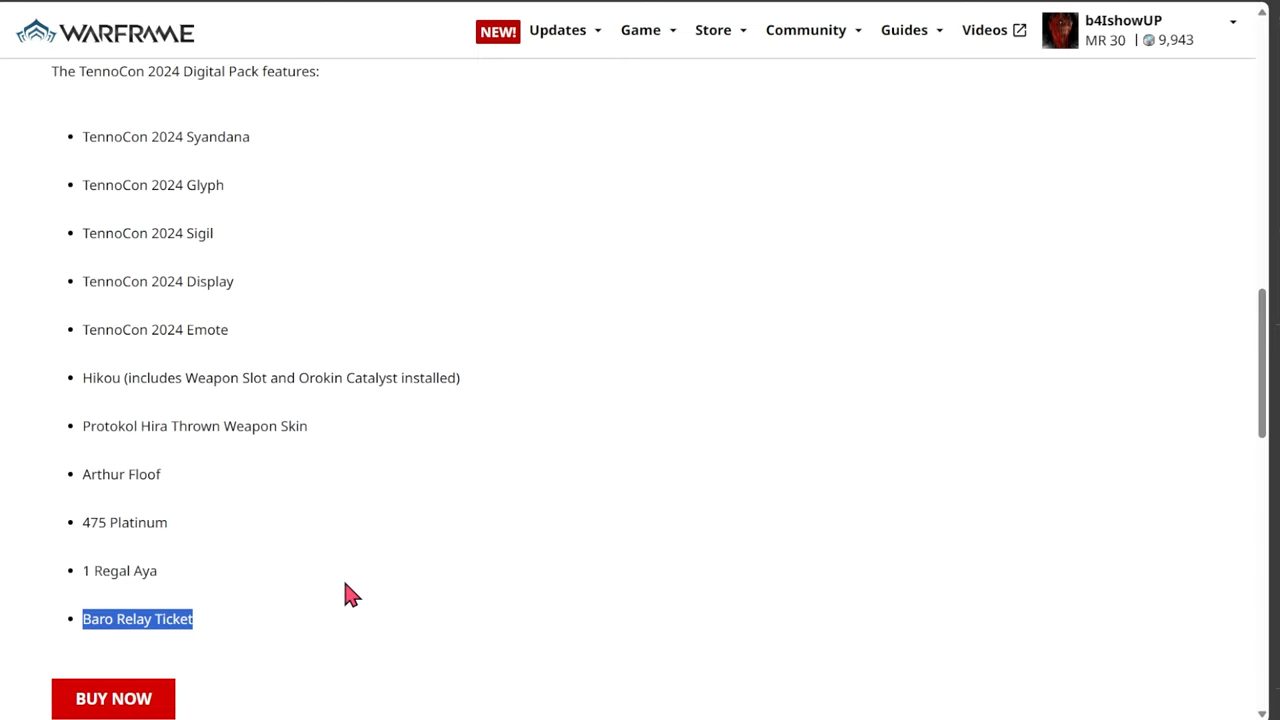 WARFRAME
NEW! Updates Game Store Community Guides Videos
b4IshowUP
MR 30 | 9,943
The TennoCon 2024 Digital Pack features:
• TennoCon 2024 Syandana
• TennoCon 2024 Glyph
• TennoCon 2024 Sigil
• TennoCon 2024 Display
• TennoCon 2024 Emote
• Hikou (includes Weapon Slot and Orokin Catalyst installed)
• Protokol Hira Thrown Weapon Skin
• Arthur Floof
• 475 Platinum
• 1 Regal Aya
• Baro Relay Ticket
BUY NOW